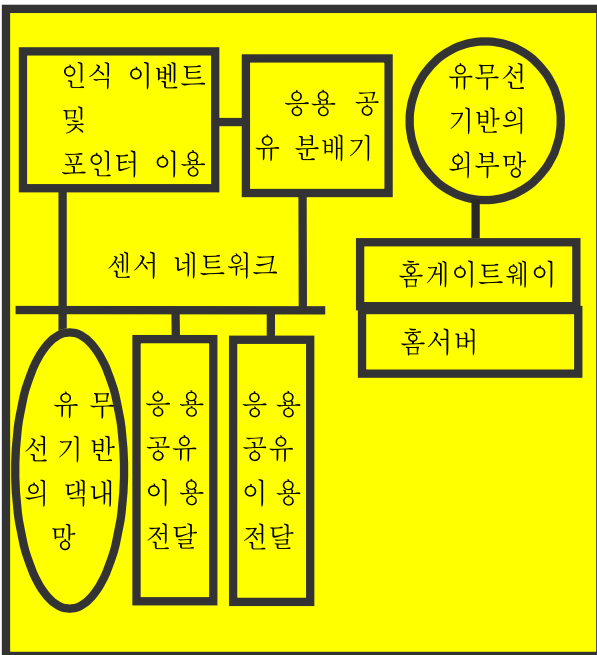 인식 이벤트
및
포인터 이용
응용 공
유 분배기
유무선
기반의
외부망
센서 네트워크
홈게이트웨이
홈서버
유 무
선 기 반
의 댁내
망
응 용
공유
이 용
전달
응 용
공유
이 용
전달